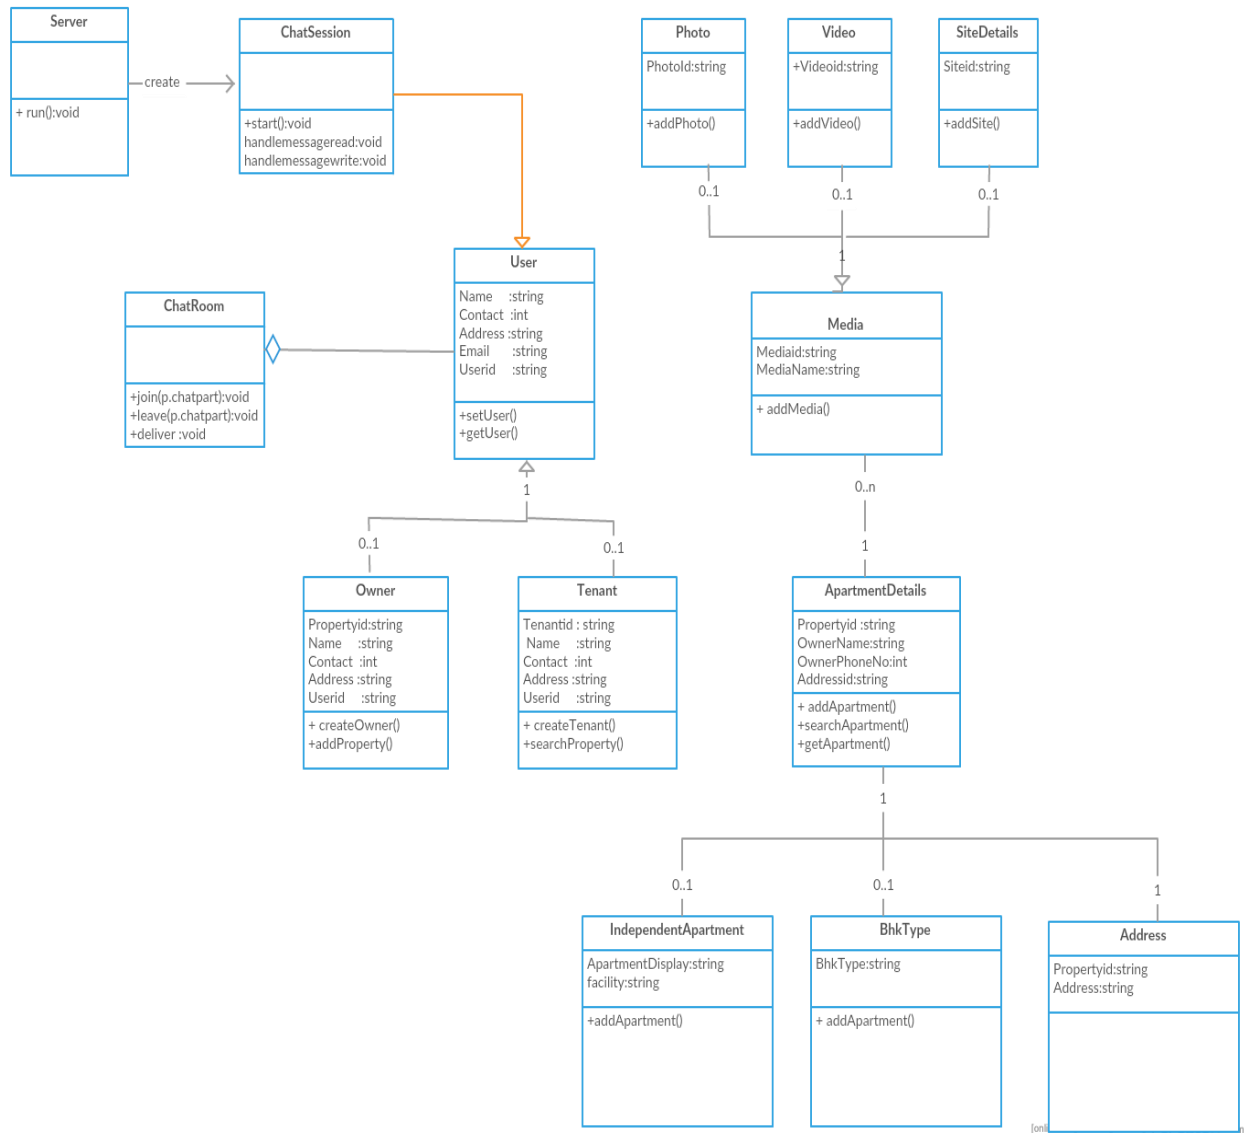 Server
+ run():void
create
ChatSession
+start():void
handlemessageread:void
handlemessagewrite:void
Photo
PhotoId:string
+addPhoto()
Video
+Videoid:string
+addVideo()
SiteDetails
Siteid:string
+addSite()
0..1
0..1
0..1
1
User
Name :string
Contact :int
Address :string
Email :string
Userid :string
+setUser()
+getUser()
ChatRoom
+join(p.chatpart):void
+leave(p.chatpart):void
+deliver :void
Media
Mediaid:string
MediaName:string
+ addMedia()
1
0..1
0..1
0..n
1
Owner
Propertyid:string
Name :string
Contact :int
Address :string
Userid :string
+ createOwner()
+addProperty()
Tenant
Tenantid : string
Name :string
Contact :int
Address :string
Userid :string
+ createTenant()
+searchProperty()
ApartmentDetails
Propertyid :string
OwnerName:string
OwnerPhoneNo:int
Addressid:string
+ addApartment()
+searchApartment()
+getApartment()
1
0..1
0..1
1
IndependentApartment
ApartmentDisplay:string
facility:string
+addApartment()
BhkType
BhkType:string
+ addApartment()
Address
Propertyid:string
Address:string